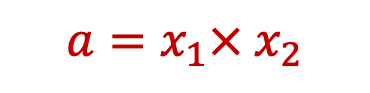 a = x₁ × x₂